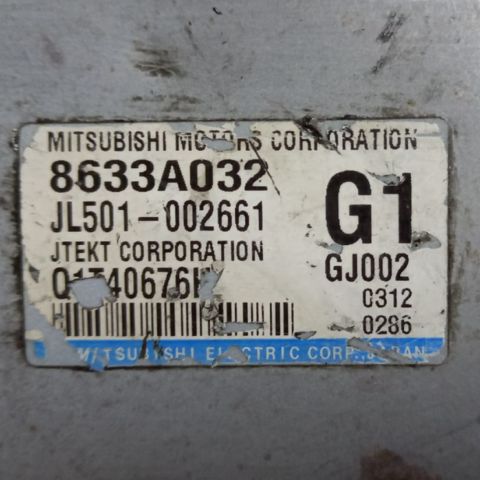 MITSUBISHI MOTORS CORPORATION
8633A032
G1
JL501-002661
JTEKT CORPORATION
GJ002
0312
0286
MITSUBISHI ELECTRIC CORP. JAPAN